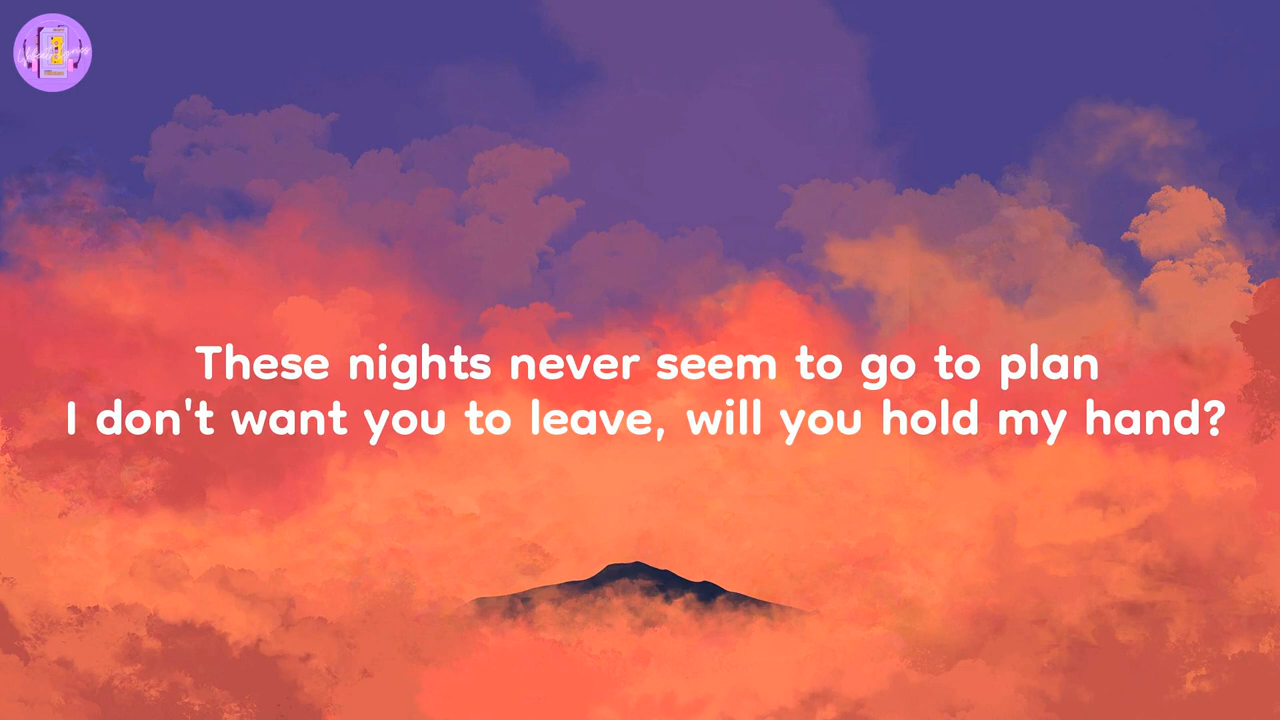 These nights never seem to go to plan
I don't want you to leave, will you hold my hand?